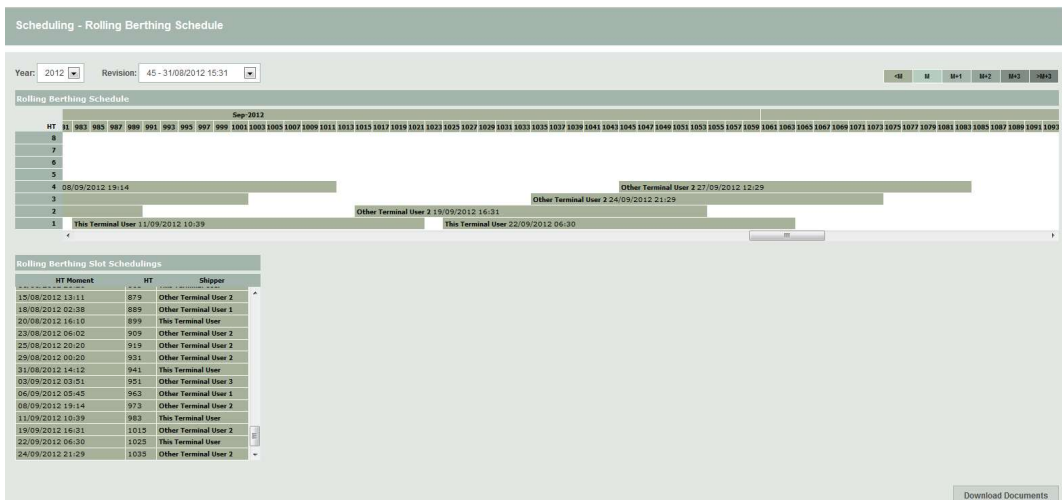 Scheduling - Rolling Berthing Schedule
Year: 2012 Revision: 45 - 31/08/2012 15:31
<M M M+1 M+2 M+3 >M+3
Rolling Berthing Schedule
Sep-2012
HT 983 985 987 989 991 993 995 997 999 1001 1003 1005 1007 1009 1011 1013 1015 1017 1019 1021 1023 1025 1027 1029 1031 1033 1035 1037 1039 1041 1043 1045 1047 1049 1051 1053 1055 1057 1059 1061 1063 1065 1067 1069 1071 1073 1075 1077 1079 1081 1083 1085 1087 1089 1091 1093
8
7
6
5
4 08/09/2012 19:14 Other Terminal User 2 27/09/2012 12:29
3 Other Terminal User 2 24/09/2012 21:29
2 Other Terminal User 2 19/09/2012 16:31
1 This Terminal User 11/09/2012 10:39 This Terminal User 22/09/2012 06:30
Rolling Berthing Slot Schedulings
HT Moment HT Shipper
15/08/2012 13:11 879 Other Terminal User 2
18/08/2012 02:38 889 Other Terminal User 1
20/08/2012 16:10 899 This Terminal User
23/08/2012 06:02 909 Other Terminal User 2
25/08/2012 20:20 919 Other Terminal User 2
29/08/2012 00:20 931 Other Terminal User 2
31/08/2012 14:12 941 This Terminal User
03/09/2012 03:51 951 Other Terminal User 3
06/09/2012 05:45 963 Other Terminal User 1
08/09/2012 19:14 973 Other Terminal User 2
11/09/2012 10:39 983 This Terminal User
19/09/2012 16:31 1015 Other Terminal User 2
22/09/2012 06:30 1025 This Terminal User
24/09/2012 21:29 1035 Other Terminal User 2
Download Documents